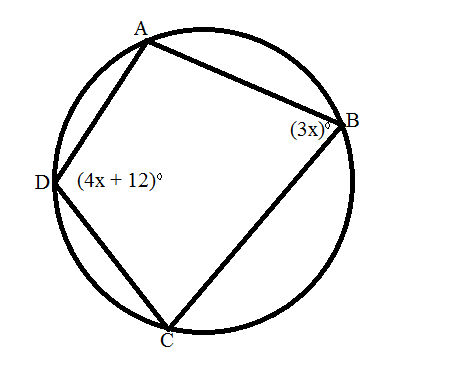 A
B
(3x)◊
D
(4x + 12)◊
C